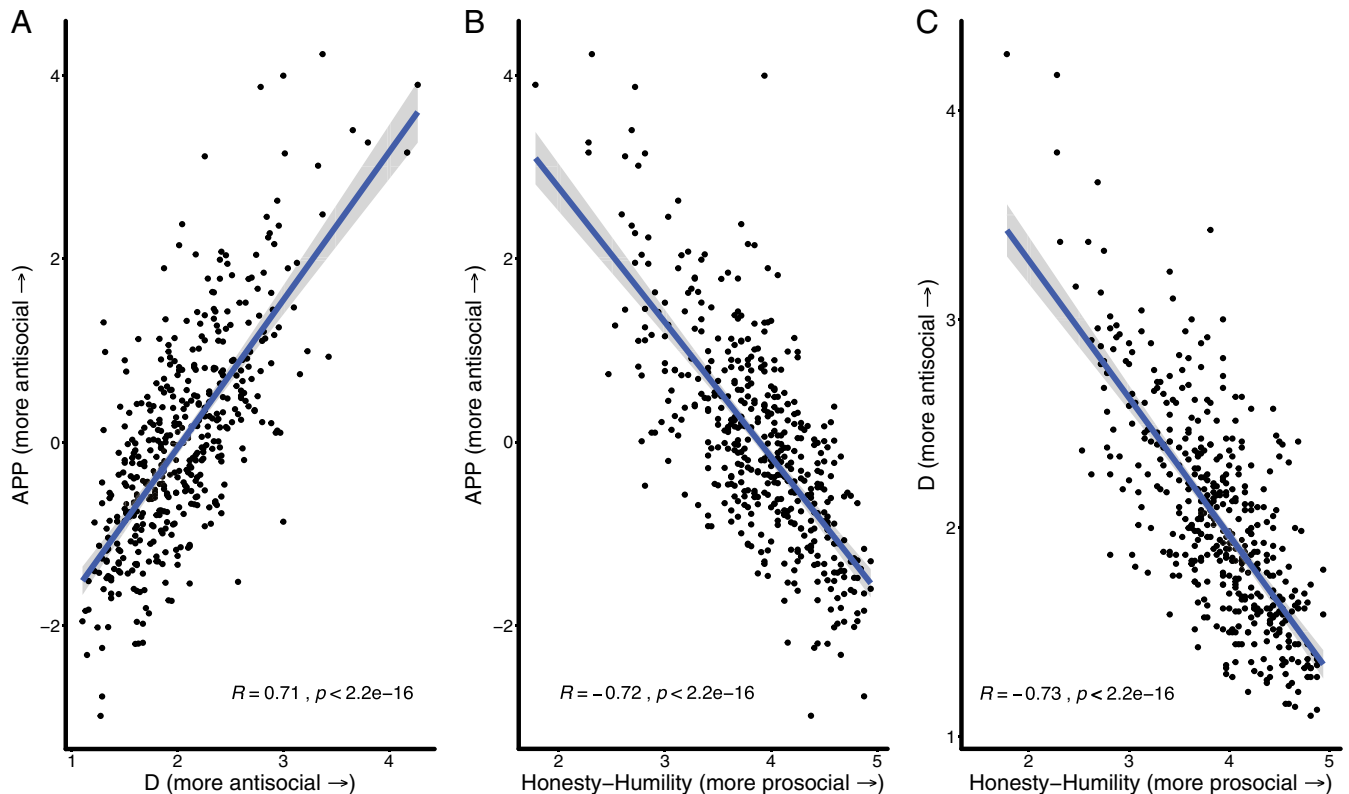 A
B
C
4
2
0
−2
APP (more antisocial →)
R = 0.71 , p < 2.2e−16
1
2
3
4
D (more antisocial →)
4
2
0
−2
APP (more antisocial →)
R = −0.72 , p < 2.2e−16
2
3
4
5
Honesty−Humility (more prosocial →)
4
3
2
1
D (more antisocial →)
R = −0.73 , p < 2.2e−16
2
3
4
5
Honesty−Humility (more prosocial →)